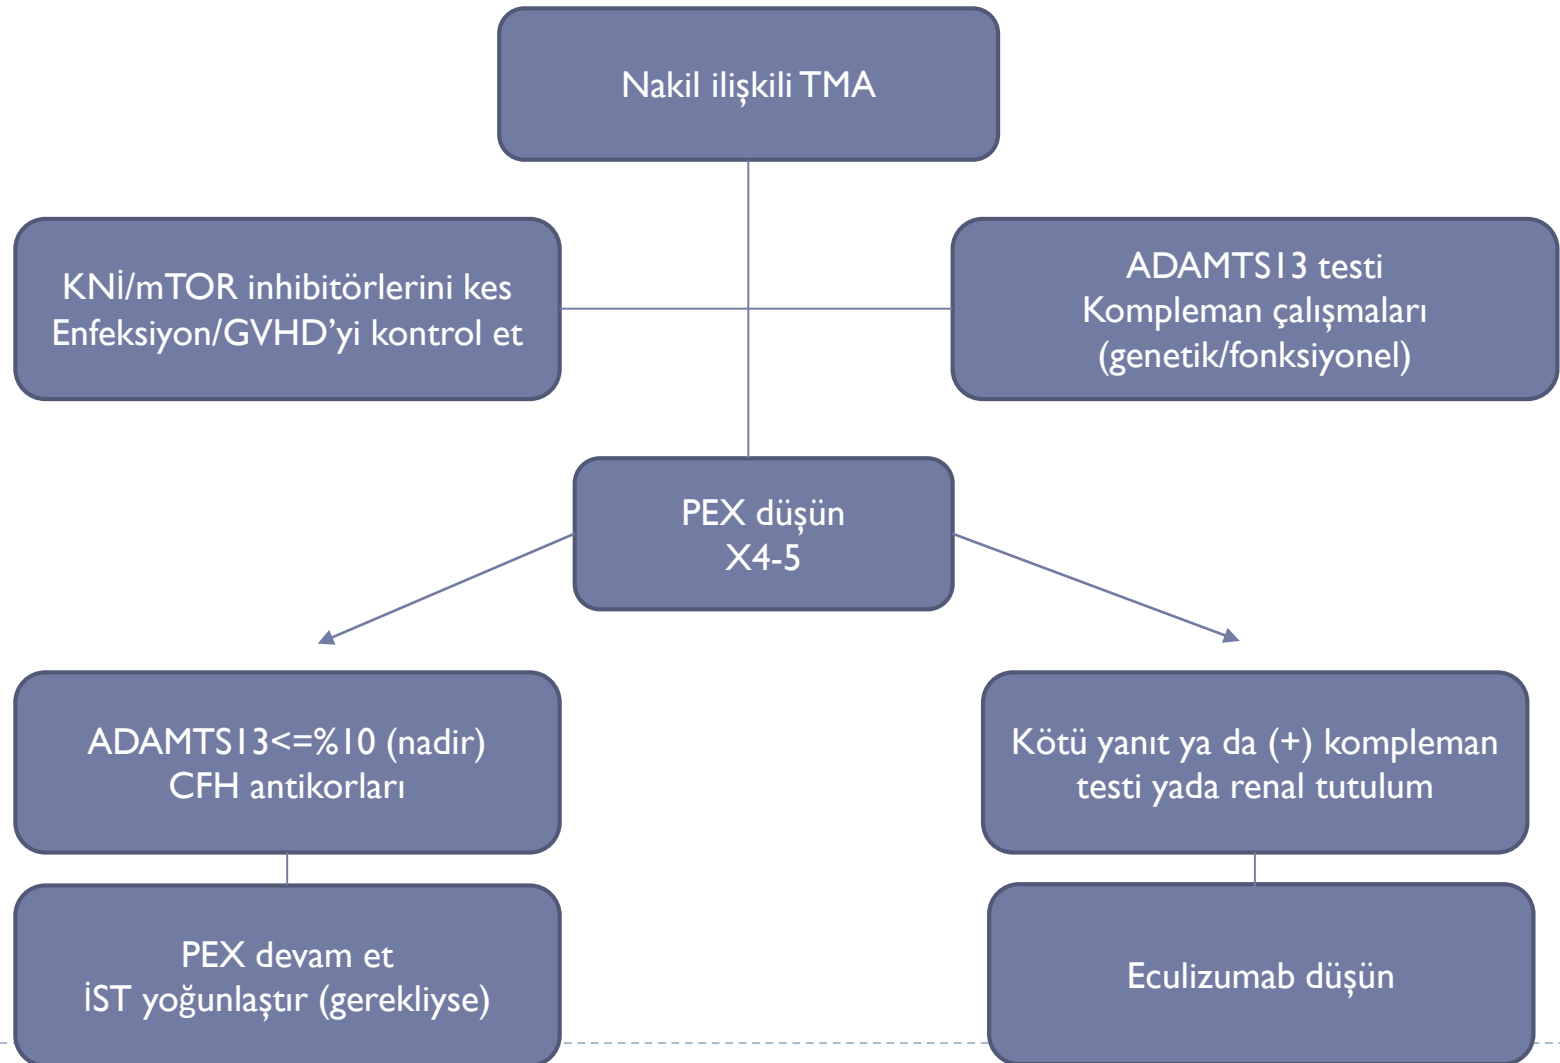 Nakil ilişkili TMA
KNİ/mTOR inhibitörlerini kes
Enfeksiyon/GVHD’yi kontrol et
ADAMTS13 testi
Kompleman çalışmaları
(genetik/fonksiyonel)
PEX düşün
X4-5
ADAMTS13<=%10 (nadir)
CFH antikorları
Kötü yanıt ya da (+) kompleman
testi yada renal tutulum
PEX devam et
İST yoğunlaştır (gerekliyse)
Eculizumab düşün